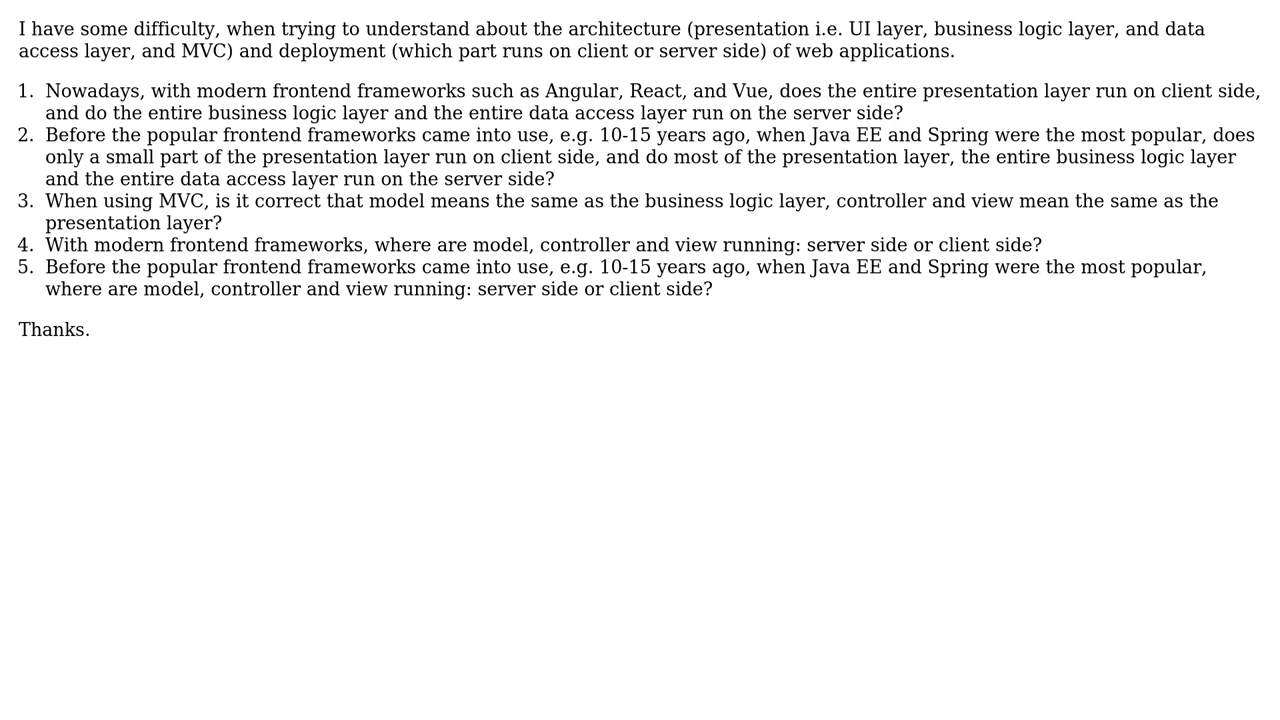 I have some difficulty, when trying to understand about the architecture (presentation i.e. UI layer, business logic layer, and data
access layer, and MVC) and deployment (which part runs on client or server side) of web applications.
1. Nowadays, with modern frontend frameworks such as Angular, React, and Vue, does the entire presentation layer run on client side,
and do the entire business logic layer and the entire data access layer run on the server side?
2. Before the popular frontend frameworks came into use, e.g. 10-15 years ago, when Java EE and Spring were the most popular, does
only a small part of the presentation layer run on client side, and do most of the presentation layer, the entire business logic layer
and the entire data access layer run on the server side?
3. When using MVC, is it correct that model means the same as the business logic layer, controller and view mean the same as the
presentation layer?
4. With modern frontend frameworks, where are model, controller and view running: server side or client side?
5. Before the popular frontend frameworks came into use, e.g. 10-15 years ago, when Java EE and Spring were the most popular,
where are model, controller and view running: server side or client side?
Thanks.